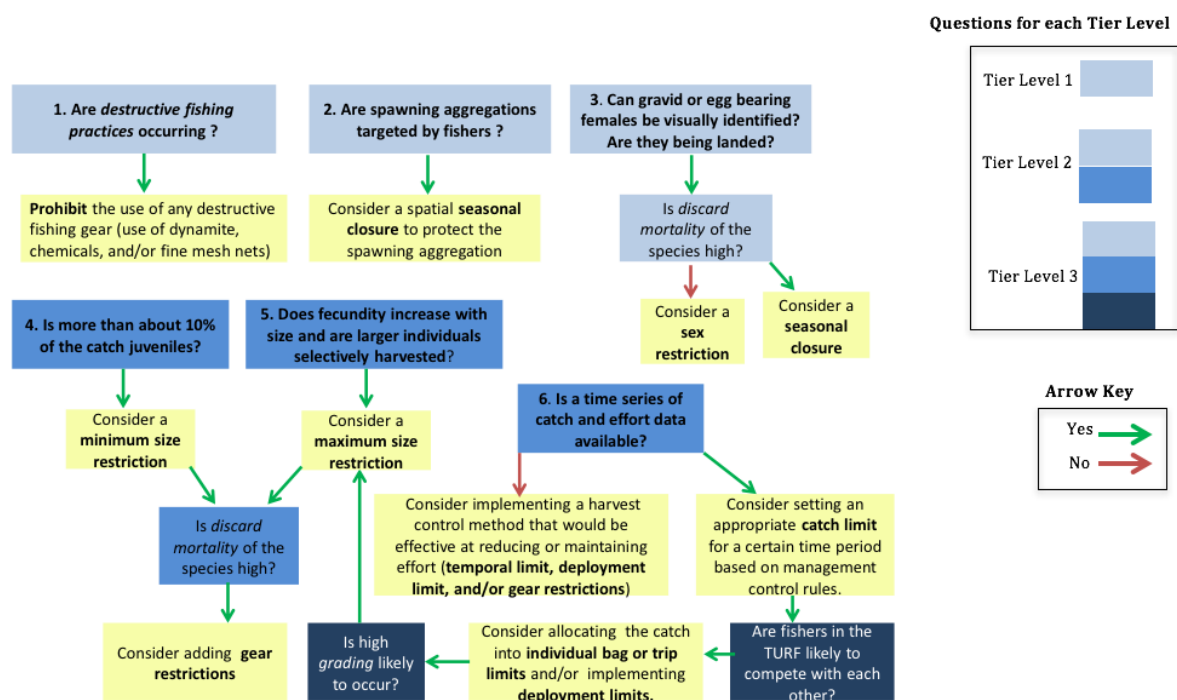 Questions for each Tier Level
Tier Level 1
Tier Level 2
Tier Level 3
1. Are destructive fishing
practices occurring ?
2. Are spawning aggregations
targeted by fishers ?
3. Can gravid or egg bearing
females be visually identified?
Are they being landed?
Prohibit the use of any destructive
fishing gear (use of dynamite,
chemicals, and/or fine mesh nets)
Consider a spatial seasonal
closure to protect the
spawning aggregation
Is discard
mortality of the
species high?
Consider a
sex
restriction
Consider a
seasonal
closure
4. Is more than about 10%
of the catch juveniles?
5. Does fecundity increase with
size and are larger individuals
selectively harvested?
6. Is a time series of
catch and effort data
available?
Arrow Key
Yes
No
Consider a
minimum size
restriction
Consider a
maximum size
restriction
Is discard
mortality of the
species high?
Consider implementing a harvest
control method that would be
effective at reducing or maintaining
effort (temporal limit, deployment
limit, and/or gear restrictions)
Consider setting an
appropriate catch limit
for a certain time period
based on management
control rules.
Consider adding gear
restrictions
Is high
grading likely
to occur?
Consider allocating the catch
into individual bag or trip
limits and/or implementing
deployment limits.
Are fishers in the
TURF likely to
compete with each
other?